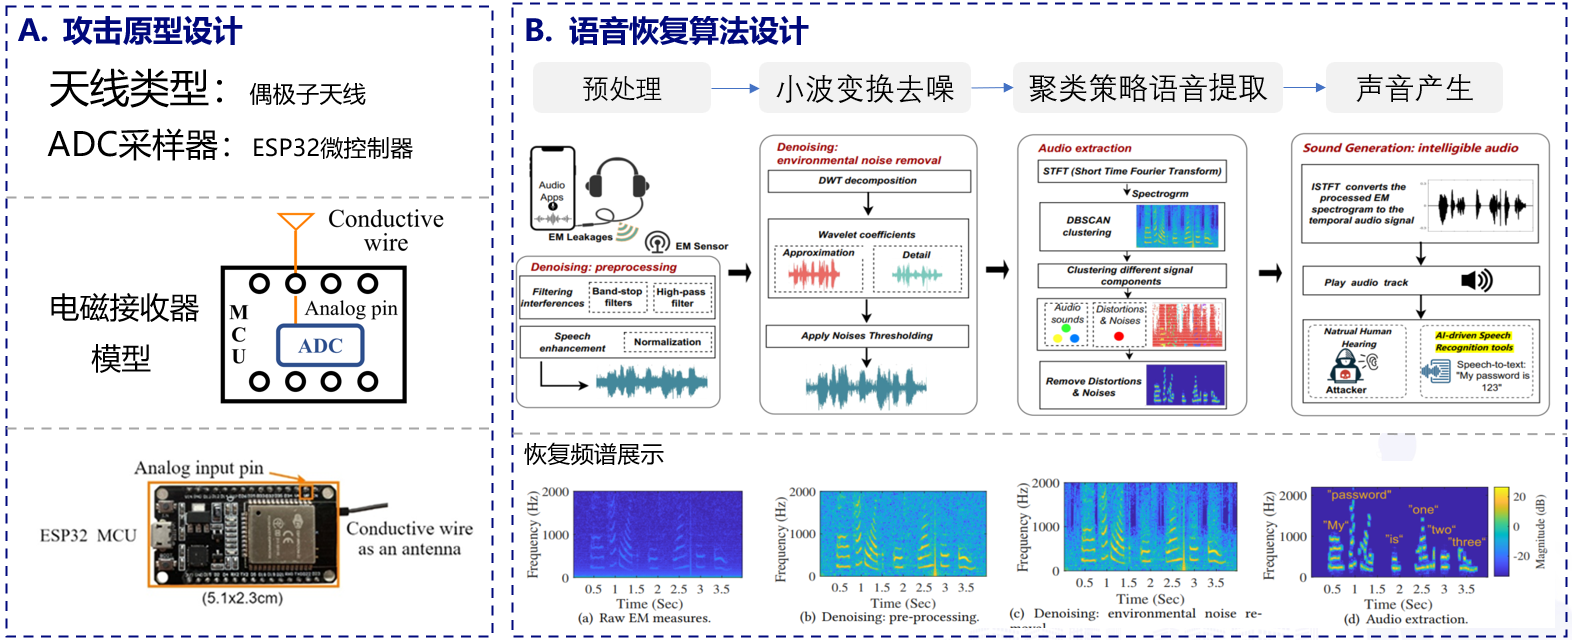 A. 攻击原型设计
天线类型：偶极子天线
ADC采样器：ESP32微控制器
Conductive
wire
电磁接收器
模型
Analog pin
M
C
U
ADC
Analog input pin
ESP32 MCU
Conductive wire
as an antenna
(5.1x2.3cm)
B. 语音恢复算法设计
预处理
小波变换去噪
聚类策略语音提取
声音产生
Audio
Apps
EM Leakages
EM Sensor
Denoising: preprocessing
Filtering
interferences
Band-stop
filters
High-pass
filter
Speech
enhancement
Normalization
Denoising:
environmental noise removal
DWT decomposition
Wavelet coefficients
Approximation
Detail
Apply Noises Thresholding
Audio extraction
STFT (Short Time Fourier Transform)
Spectrogrm
DBSCAN
clustering
Clustering different signal
components
Audio
sounds
Distortions
& Noises
Remove Distortions
& Noises
Sound Generation: intelligible audio
ISTFT converts the
processed EM
spectrogram to the
temporal audio signal
Play audio track
Natrual Human
Hearing
Attacker
AI-driven Speech
Recognition tools
Speech-to-text:
"My password is
123"
恢复频谱展示
Frequency (Hz)
2000
1000
0
0.5 1 1.5 2 2.5 3 3.5
Time (Sec)
(a) Raw EM measures.
Frequency (Hz)
2000
1000
0
0.5 1 1.5 2 2.5 3 3.5
Time (Sec)
(b) Denoising: pre-processing.
Frequency (Hz)
2000
1000
0
0.5 1 1.5 2 2.5 3 3.5
Time (Sec)
(c) Denoising: environmental noise re-
moval.
Frequency (Hz)
2000
1000
0
"My"
"password"
"is"
"one"
"two"
"three"
0.5 1 1.5 2 2.5 3 3.5
Time (Sec)
20
0
-20
Magnitude (dB)
(d) Audio extraction.